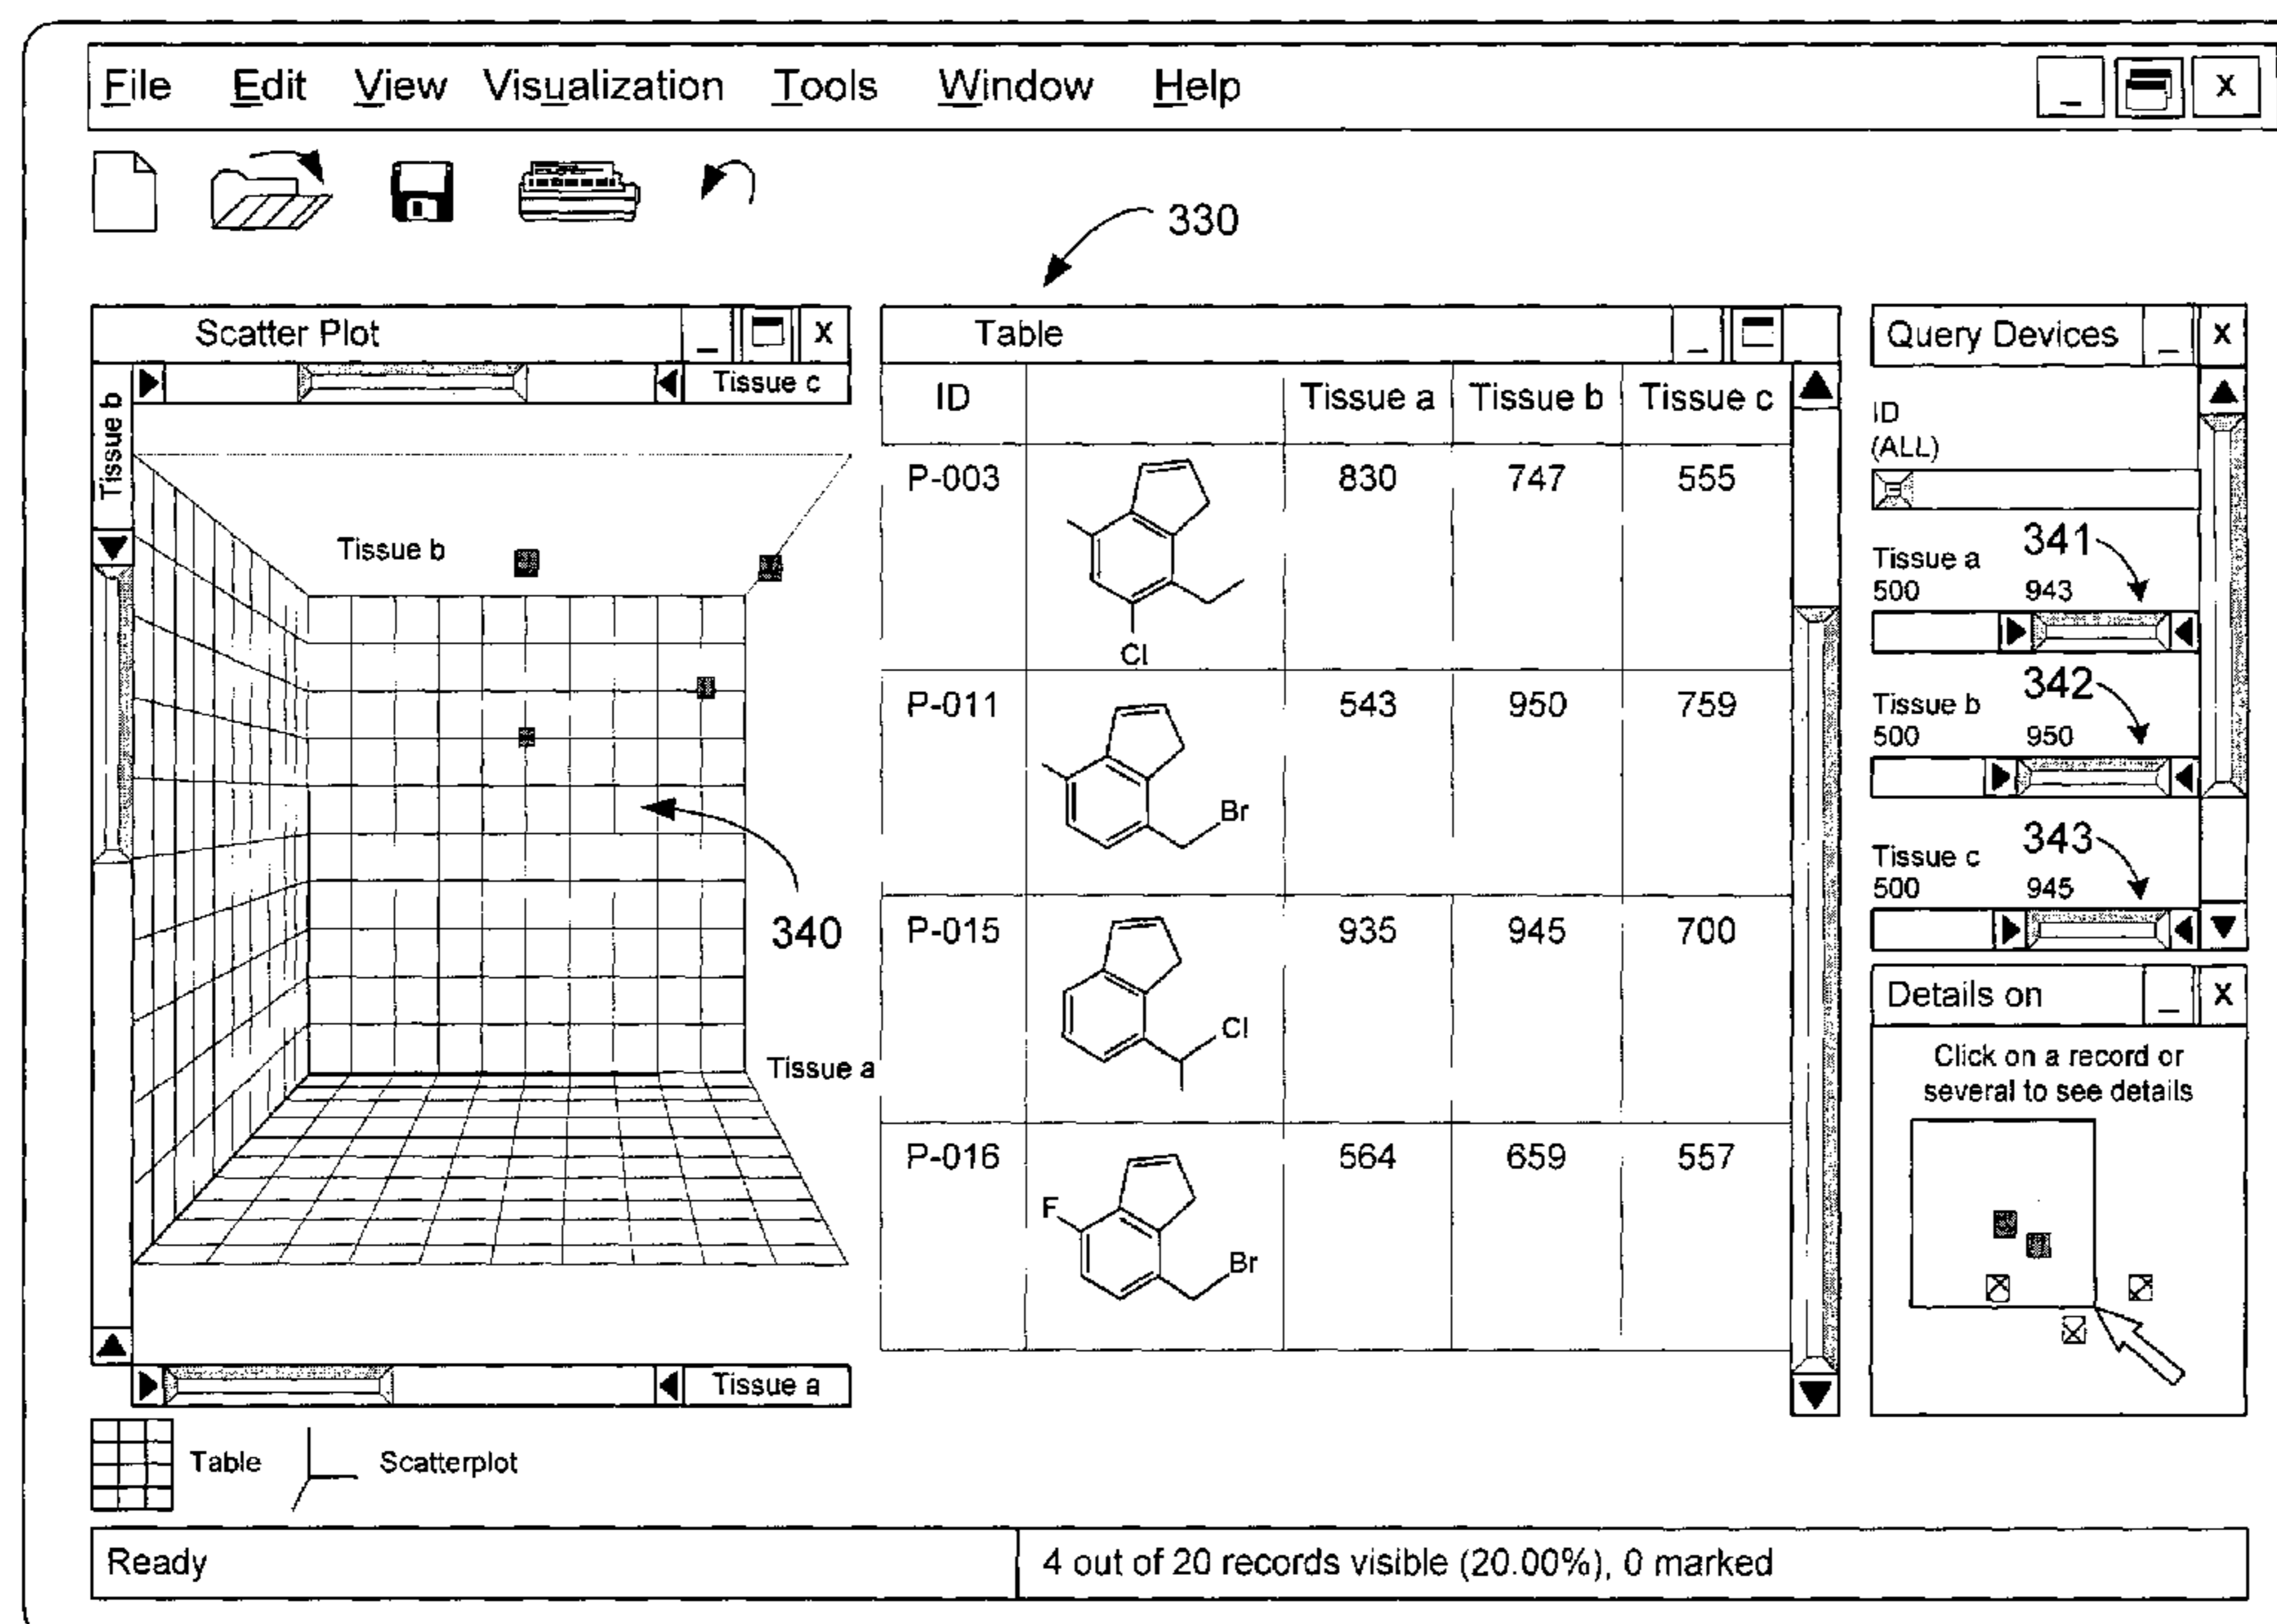 File Edit View Visualization Tools Window Help
_ X
330
Scatter Plot _ X
Tissue c
Tissue b
Tissue b
340
Tissue a
Tissue a
Table _
ID Tissue a Tissue b Tissue c
P-003 830 747 555
Cl
P-011 543 950 759
Br
P-015 935 945 700
Cl
P-016 564 659 557
F
Br
Query Devices _ X
ID
(ALL)
341
Tissue a
500 943
342
Tissue b
500 950
343
Tissue c
500 945
Details on _ X
Click on a record or
several to see details
Table Scatterplot
Ready 4 out of 20 records visible (20.00%), 0 marked